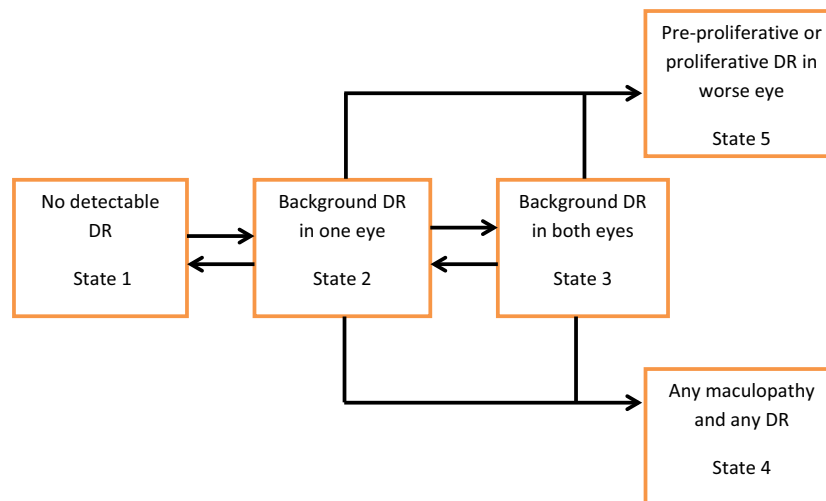 Pre-proliferative or
proliferative DR in
worse eye
State 5
No detectable
DR
State 1
Background DR
in one eye
State 2
Background DR
in both eyes
State 3
Any maculopathy
and any DR
State 4